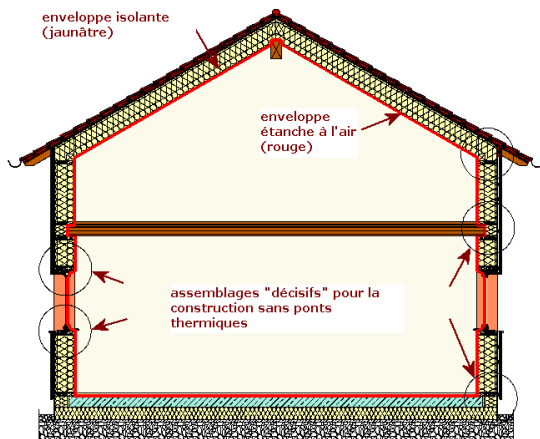 enveloppe isolante
(jaunâtre)
enveloppe
étanche à l'air
(rouge)
assemblages "décisifs" pour la
construction sans ponts
thermiques